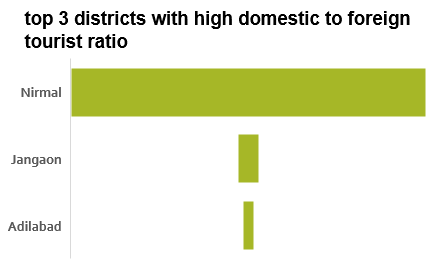 top 3 districts with high domestic to foreign
tourist ratio
Nirmal
Jangaon
Adilabad